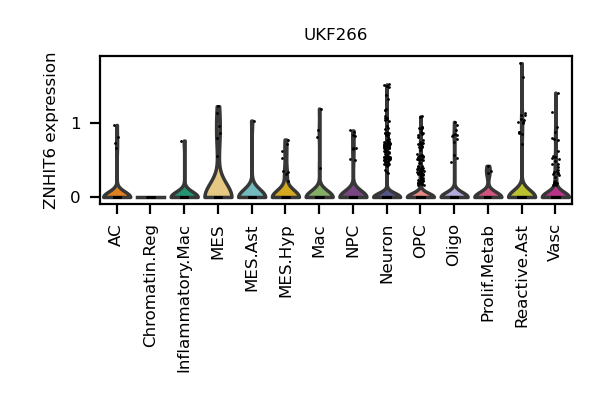 UKF266
ZNHIT6 expression
1
0
AC
Chromatin.Reg
Inflammatory.Mac
MES
MES.Ast
MES.Hyp
Mac
NPC
Neuron
OPC
Oligo
Prolif.Metab
Reactive.Ast
Vasc